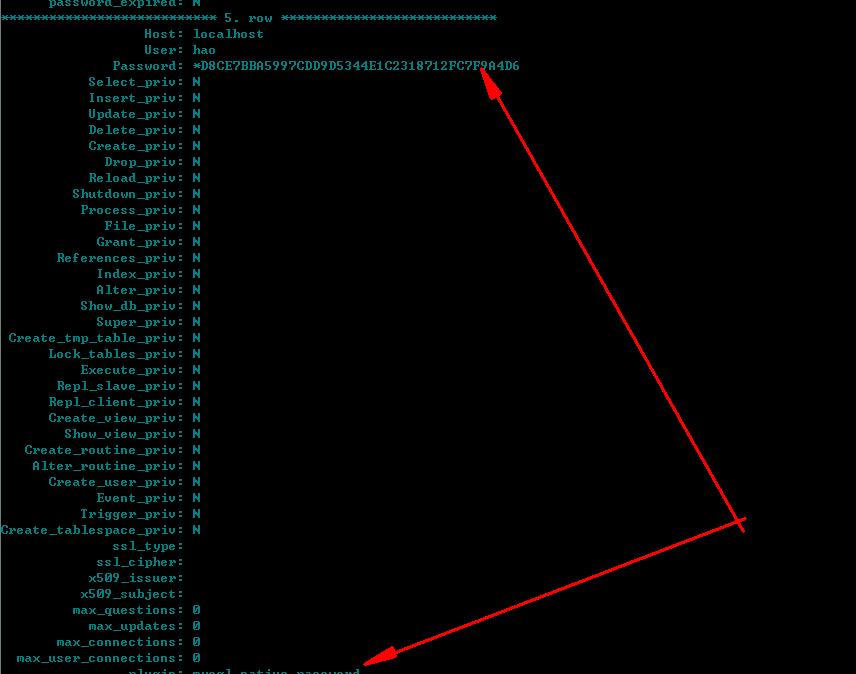 password_expired: N
*************************** 5. row ***************************
Host: localhost
User: hao
Password: *D8CE7BBA5997CDD9D5344E1C2318712FC7F9A4D6
Select_priv: N
Insert_priv: N
Update_priv: N
Delete_priv: N
Create_priv: N
Drop_priv: N
Reload_priv: N
Shutdown_priv: N
Process_priv: N
File_priv: N
Grant_priv: N
References_priv: N
Index_priv: N
Alter_priv: N
Show_db_priv: N
Super_priv: N
Create_tmp_table_priv: N
Lock_tables_priv: N
Execute_priv: N
Repl_slave_priv: N
Repl_client_priv: N
Create_view_priv: N
Show_view_priv: N
Create_routine_priv: N
Alter_routine_priv: N
Create_user_priv: N
Event_priv: N
Trigger_priv: N
Create_tablespace_priv: N
ssl_type:
ssl_cipher:
x509_issuer:
x509_subject:
max_questions: 0
max_updates: 0
max_connections: 0
max_user_connections: 0
plugin: mysql_native_password